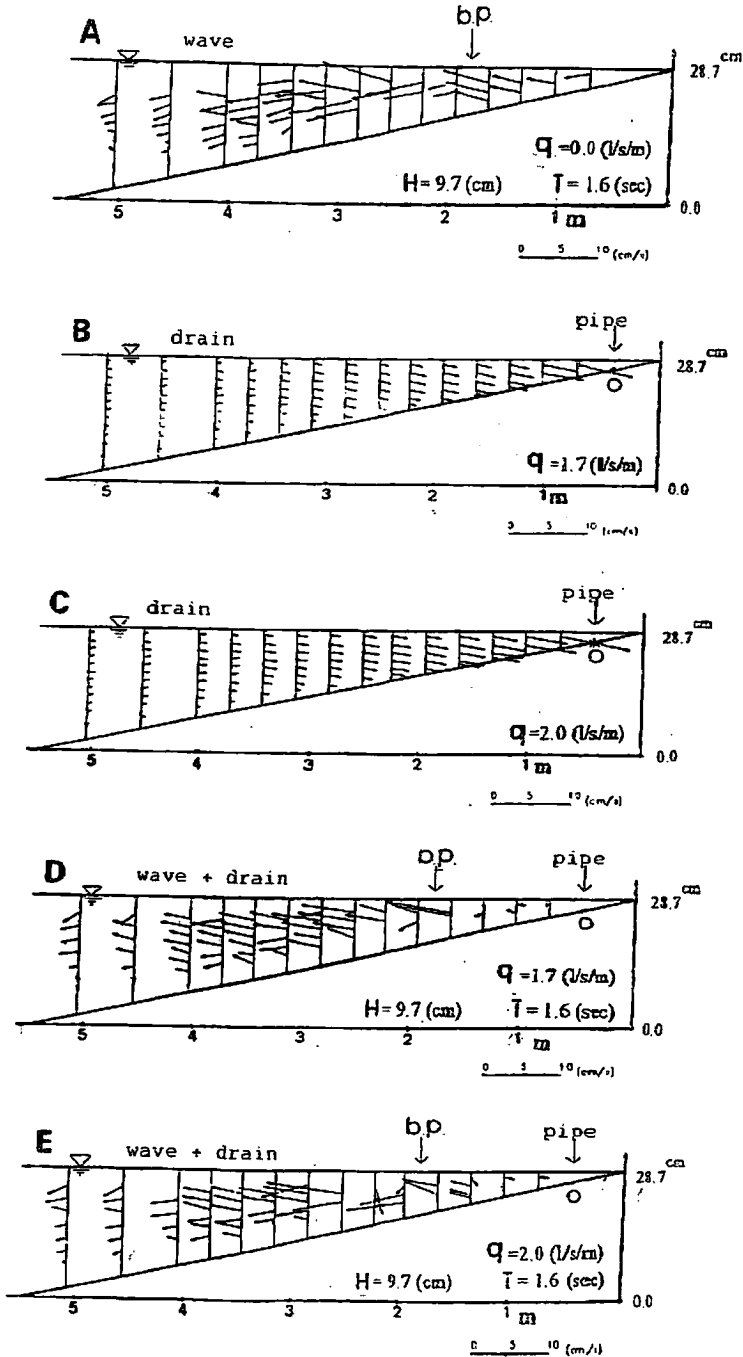 A
wave
b.p.
cm
28.7
q=0.0 (l/s/m)
H=9.7 (cm) T=1.6 (sec)
0.0
5 4 3 2 1 m
0 5 10 (cm/s)
B
drain
pipe
cm
28.7
q=1.7 (l/s/m)
0.0
5 4 3 2 1 m
0 5 10 (cm/s)
C
drain
pipe
cm
28.7
q=2.0 (l/s/m)
0.0
5 4 3 2 1 m
0 5 10 (cm/s)
D
wave + drain
b.p.
pipe
cm
28.7
q=1.7 (l/s/m)
H=9.7 (cm) T=1.6 (sec)
0.0
5 4 3 2 1 m
0 5 10 (cm/s)
E
wave + drain
b.p.
pipe
cm
28.7
q=2.0 (l/s/m)
H=9.7 (cm) T=1.6 (sec)
0.0
5 4 3 2 1 m
0 5 10 (cm/s)